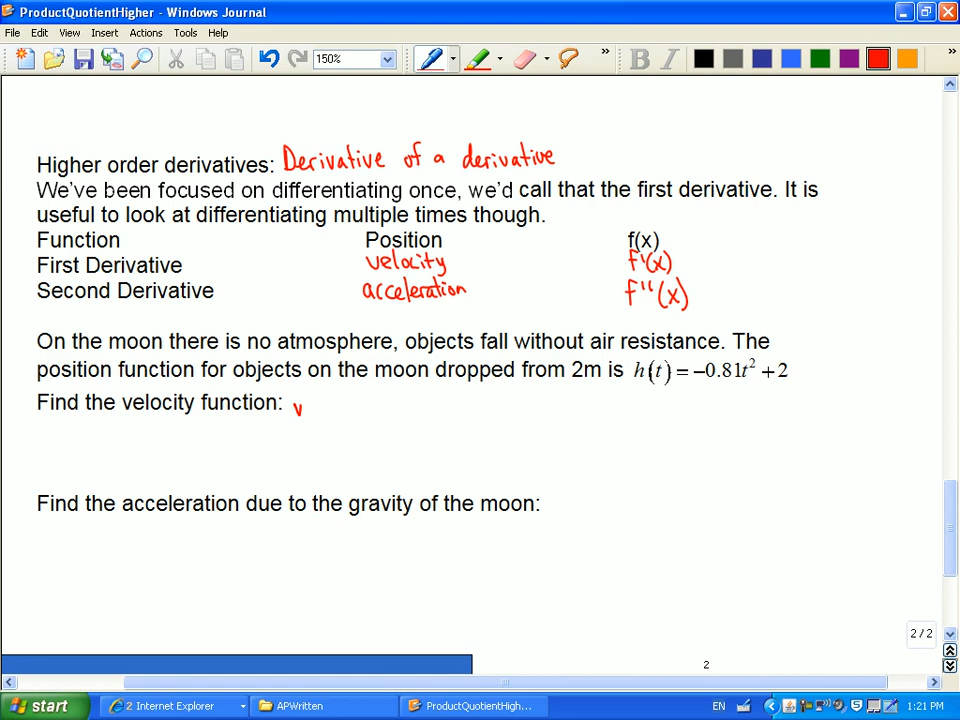 ProductQuotientHigher - Windows Journal
File Edit View Insert Actions Tools Help
150% » B I »
Higher order derivatives: Derivative of a derivative
We've been focused on differentiating once, we'd call that the first derivative. It is
useful to look at differentiating multiple times though.
Function Position f(x)
First Derivative velocity f'(x)
Second Derivative acceleration f''(x)
On the moon there is no atmosphere, objects fall without air resistance. The
position function for objects on the moon dropped from 2m is h(t) = −0.81t² + 2
Find the velocity function: v
Find the acceleration due to the gravity of the moon:
2 / 2
2
start 2 Internet Explorer APWritten ProductQuotientHigh... EN 1:21 PM